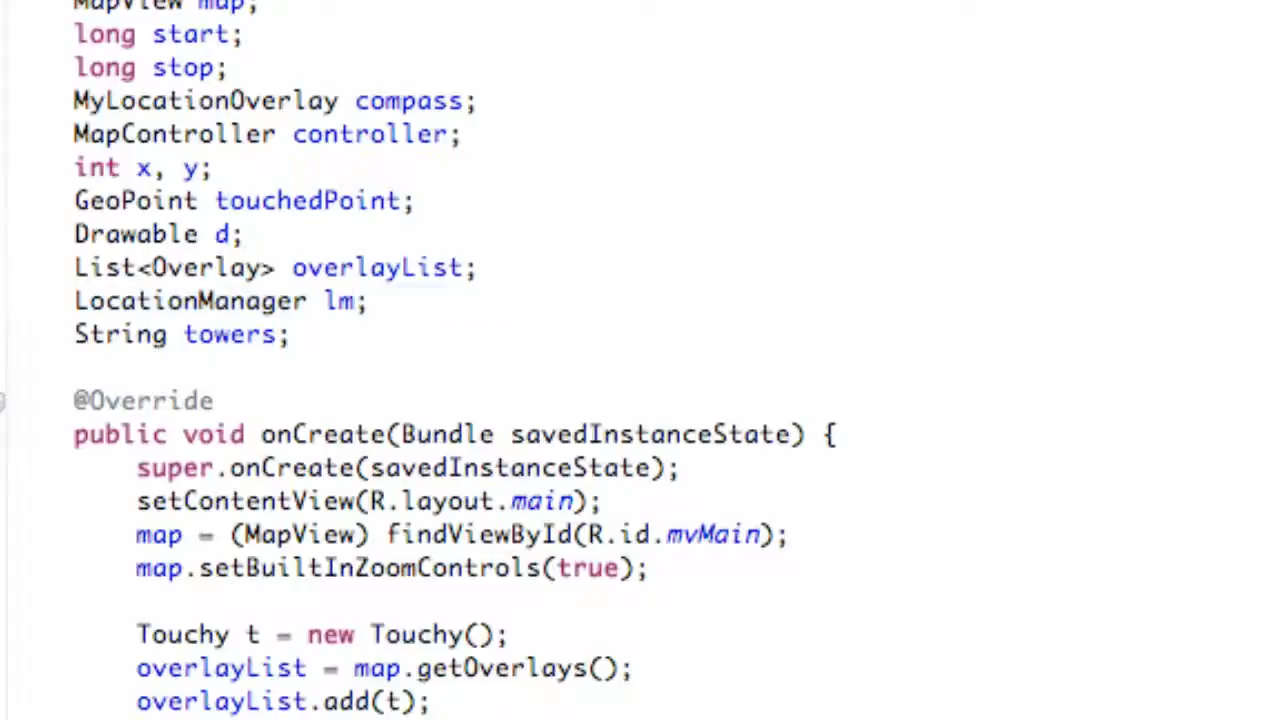 MapView map;
long start;
long stop;
MyLocationOverlay compass;
MapController controller;
int x, y;
GeoPoint touchedPoint;
Drawable d;
List<Overlay> overlayList;
LocationManager lm;
String towers;
@Override
public void onCreate(Bundle savedInstanceState) {
super.onCreate(savedInstanceState);
setContentView(R.layout.main);
map = (MapView) findViewById(R.id.mvMain);
map.setBuiltInZoomControls(true);
Touchy t = new Touchy();
overlayList = map.getOverlays();
overlayList.add(t);